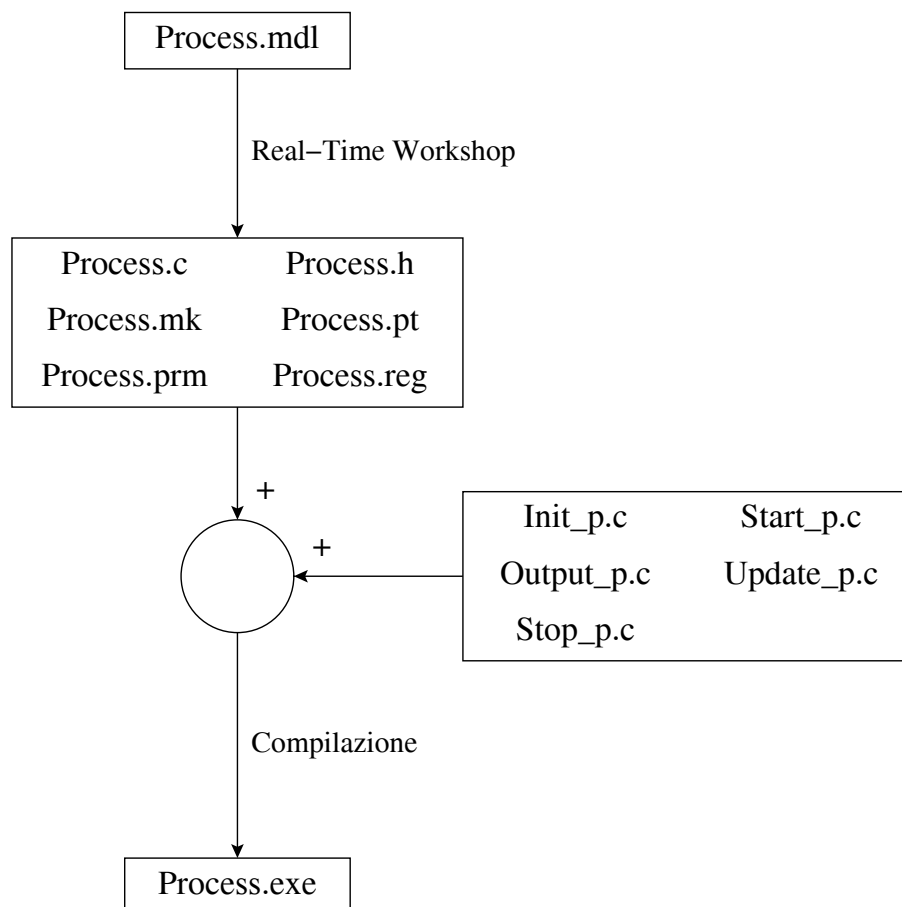 Process.mdl
Real−Time Workshop
Process.c Process.h
Process.mk Process.pt
Process.prm Process.reg
+
+
Init_p.c Start_p.c
Output_p.c Update_p.c
Stop_p.c
Compilazione
Process.exe